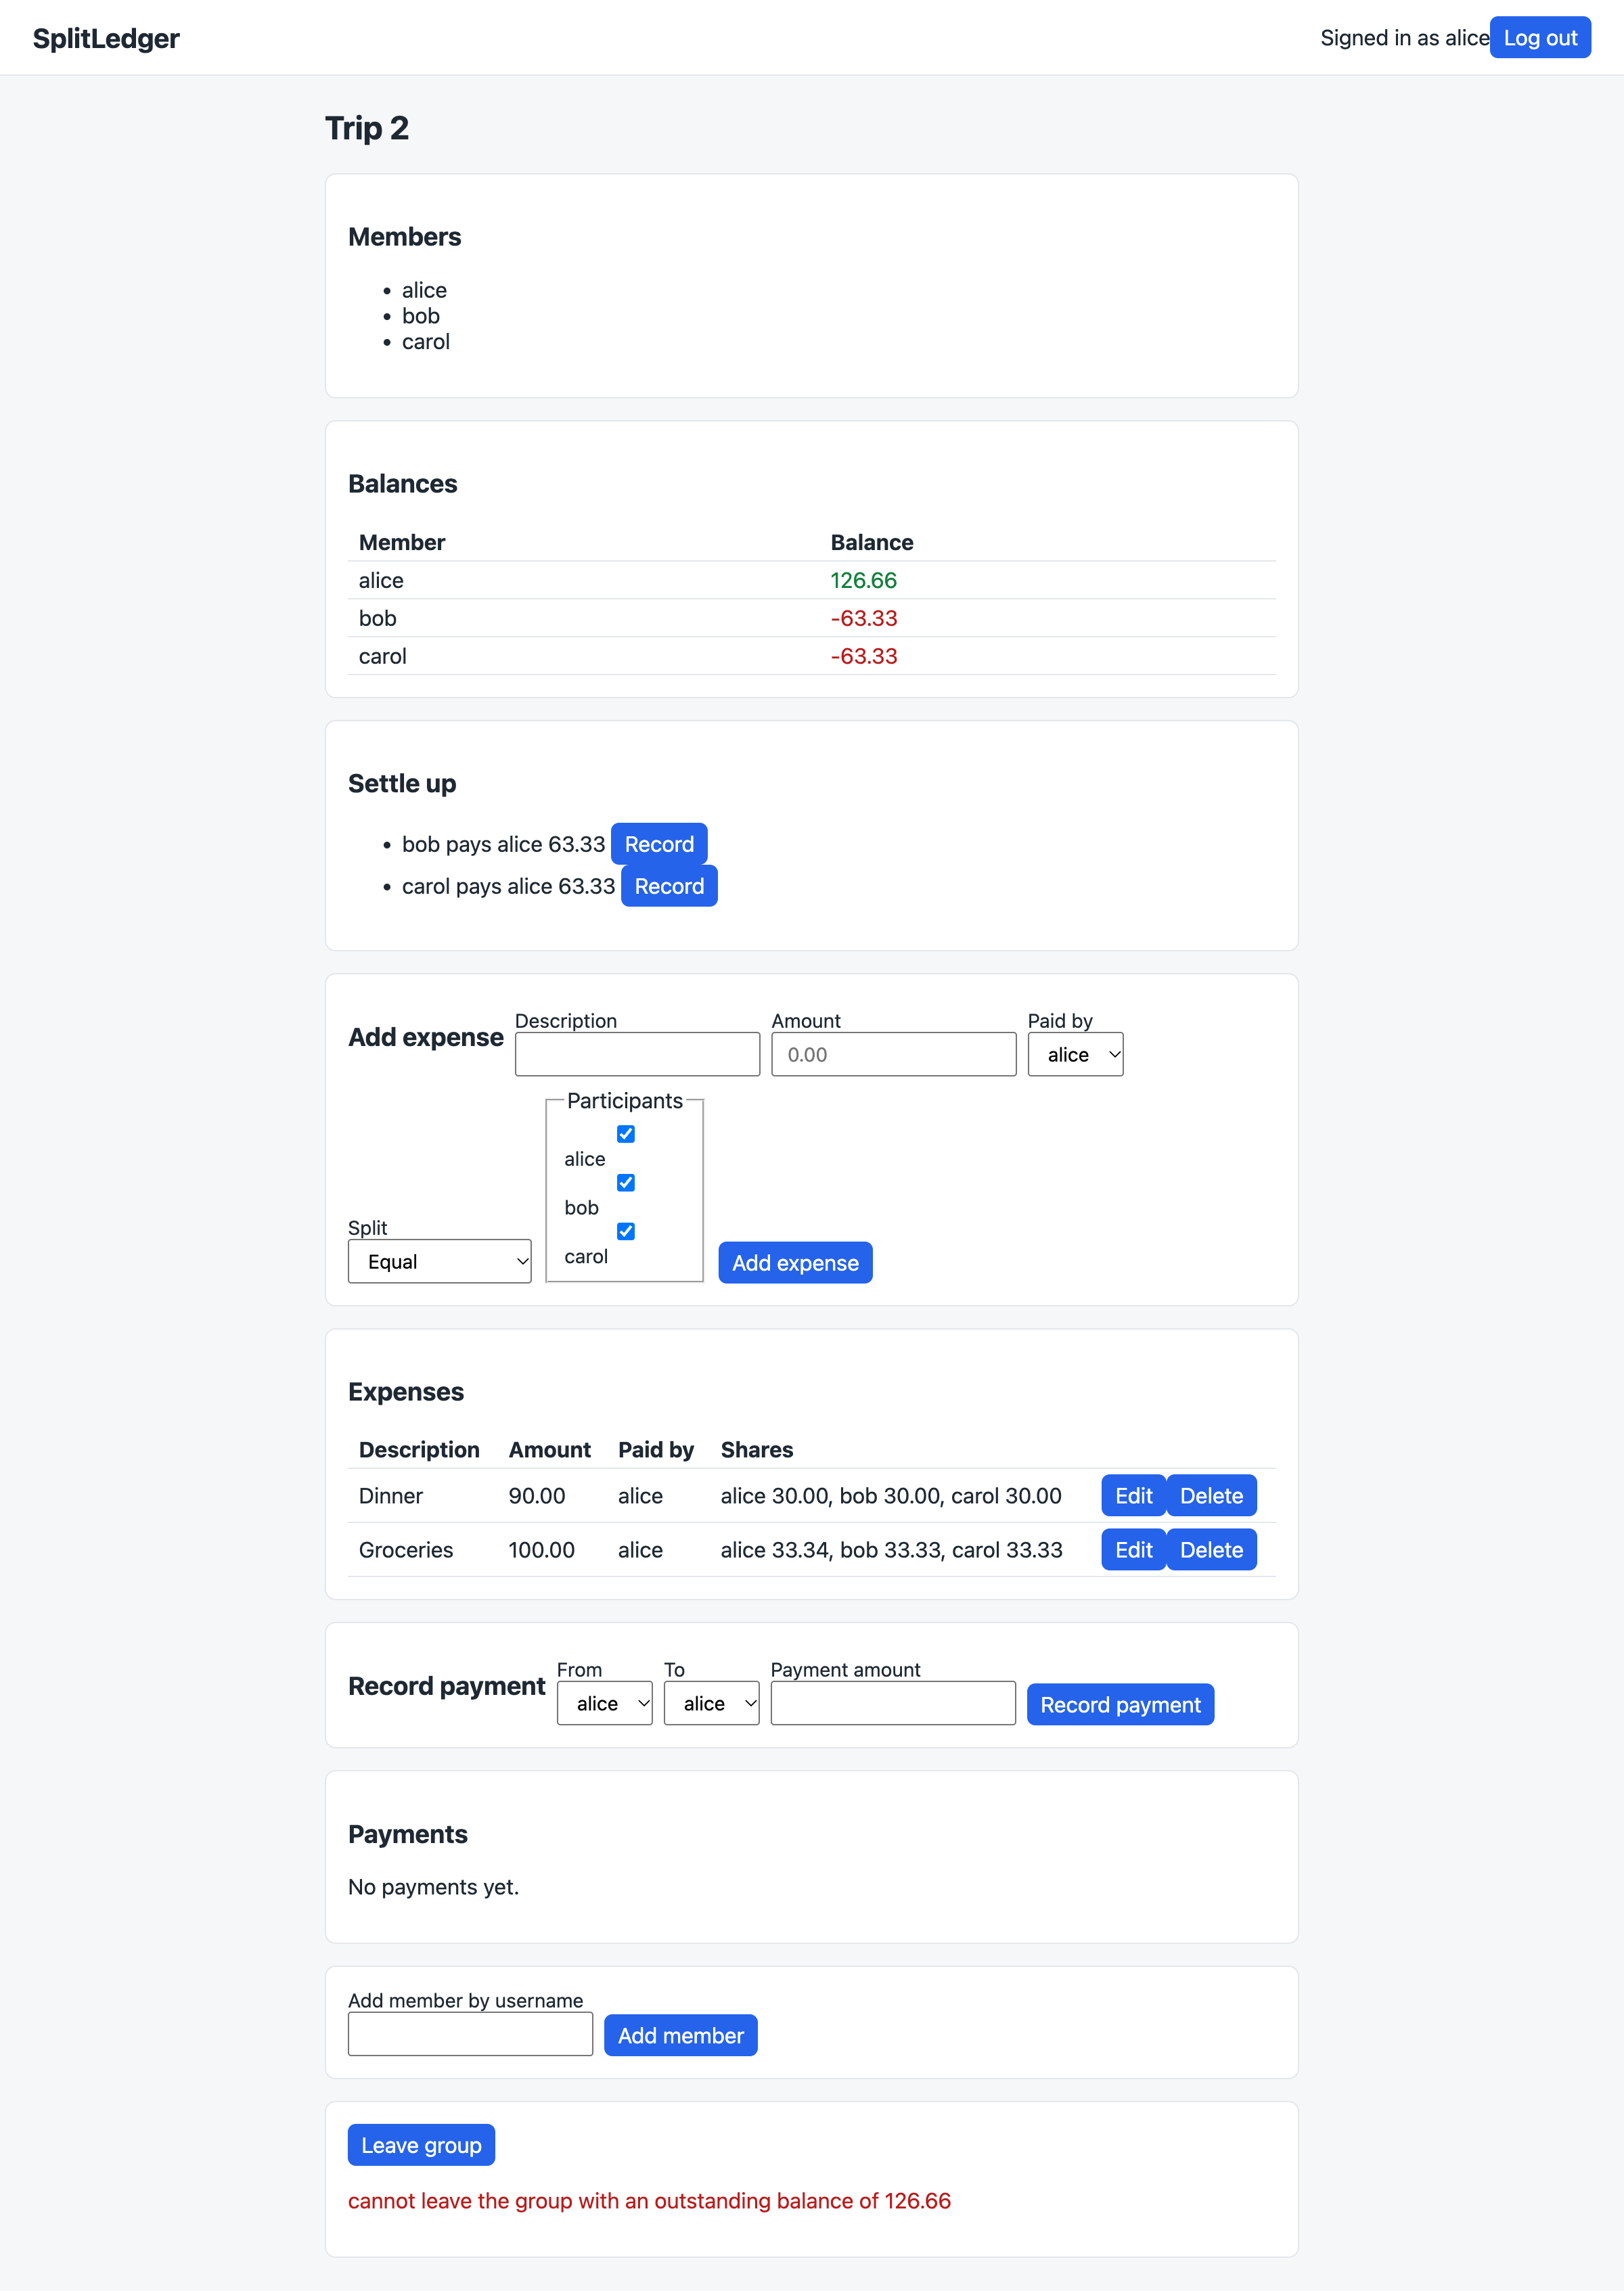 SplitLedger
Signed in as alice Log out
Trip 2
Members
alice
bob
carol
Balances
Member Balance
alice 126.66
bob -63.33
carol -63.33
Settle up
bob pays alice 63.33 Record
carol pays alice 63.33 Record
Add expense
Description
Amount
0.00
Paid by
alice
Split
Equal
Participants
alice
bob
carol
Add expense
Expenses
Description Amount Paid by Shares
Dinner 90.00 alice alice 30.00, bob 30.00, carol 30.00 Edit Delete
Groceries 100.00 alice alice 33.34, bob 33.33, carol 33.33 Edit Delete
Record payment
From
alice
To
alice
Payment amount
Record payment
Payments
No payments yet.
Add member by username
Add member
Leave group
cannot leave the group with an outstanding balance of 126.66